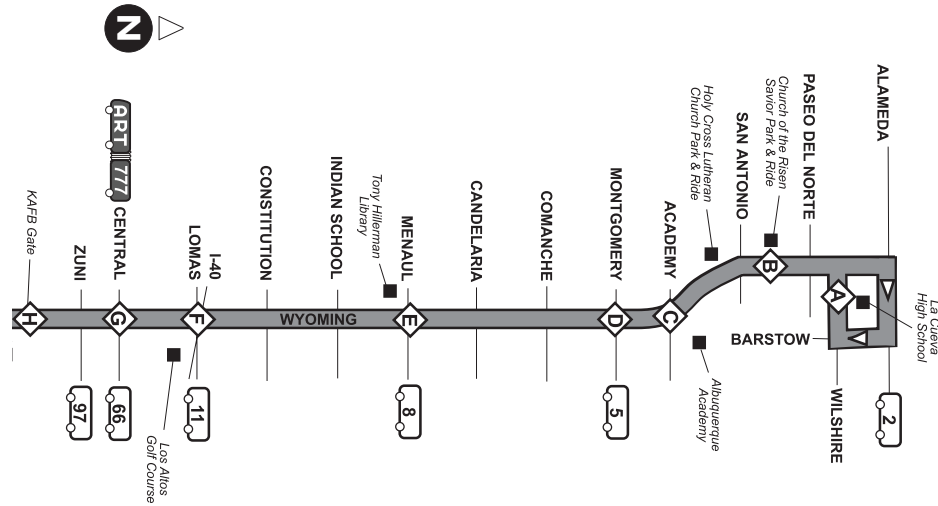 N
ALAMEDA
PASEO DEL NORTE
Church of the Risen
Savior Park & Ride
SAN ANTONIO
Holy Cross Lutheran
Church Park & Ride
ACADEMY
MONTGOMERY
COMANCHE
CANDELARIA
MENAUL
Tony Hillerman
Library
INDIAN SCHOOL
CONSTITUTION
I-40
LOMAS
ART 777
CENTRAL
ZUNI
KAFB Gate
A
B
C
D
E
F
G
H
WYOMING
La Cueva
High School
BARSTOW
WILSHIRE
Albuquerque
Academy
Los Altos
Golf Course
2
5
8
11
66
97